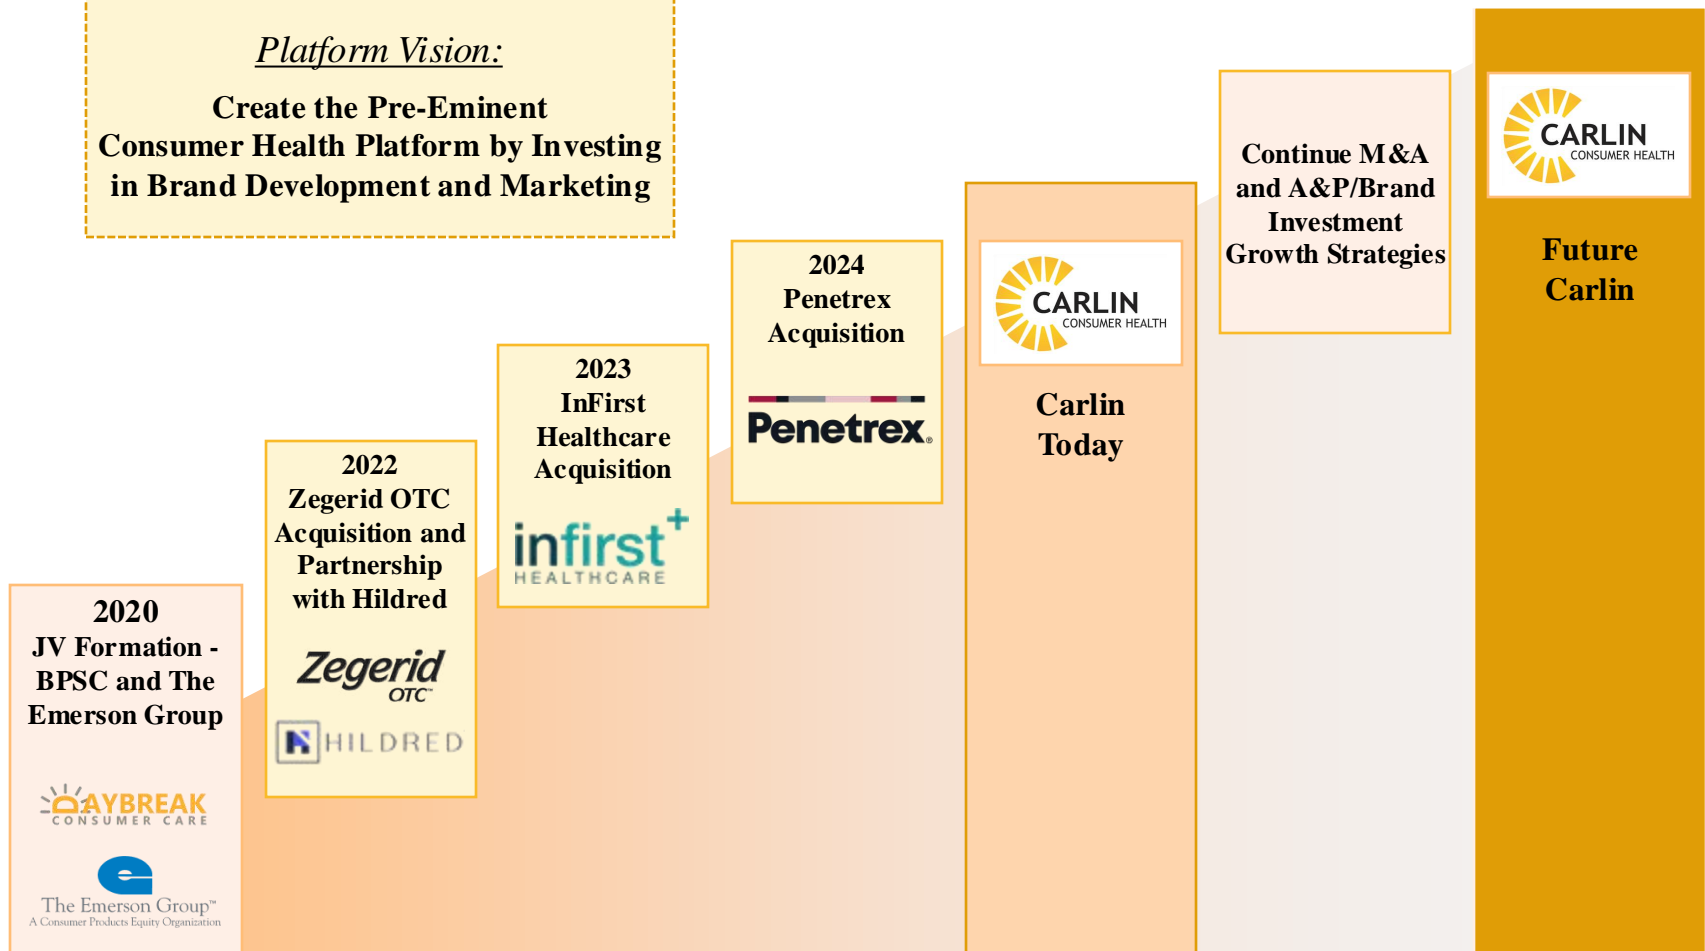 Platform Vision:
Create the Pre-Eminent
Consumer Health Platform by Investing
in Brand Development and Marketing
2020
JV Formation -
BPSC and The
Emerson Group
DAYBREAK
CONSUMER CARE
The Emerson Group™
A Consumer Products Equity Organization
2022
Zegerid OTC
Acquisition and
Partnership
with Hildred
Zegerid
OTC™
HILDRED
2023
InFirst
Healthcare
Acquisition
infirst+
HEALTHCARE
2024
Penetrex
Acquisition
Penetrex®
CARLIN
CONSUMER HEALTH
Carlin
Today
Continue M&A
and A&P/Brand
Investment
Growth Strategies
CARLIN
CONSUMER HEALTH
Future
Carlin